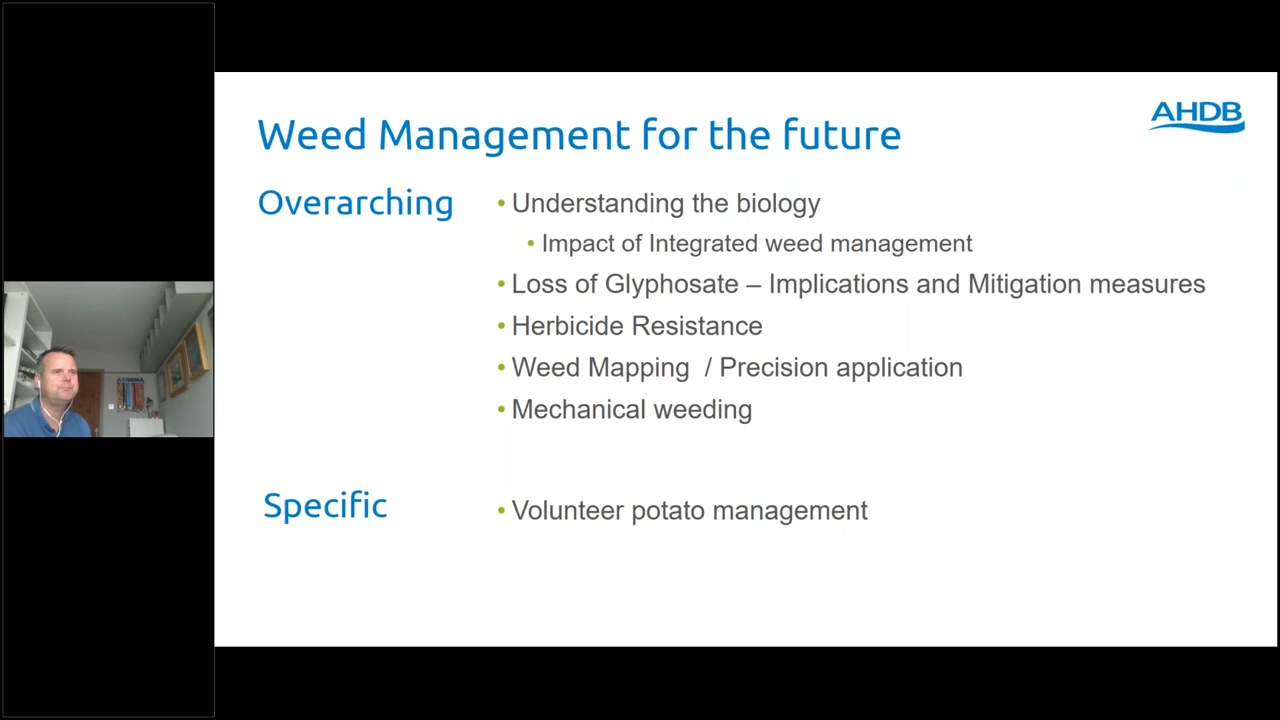 AHDB
Weed Management for the future
Overarching
• Understanding the biology
• Impact of Integrated weed management
• Loss of Glyphosate – Implications and Mitigation measures
• Herbicide Resistance
• Weed Mapping / Precision application
• Mechanical weeding
Specific
• Volunteer potato management